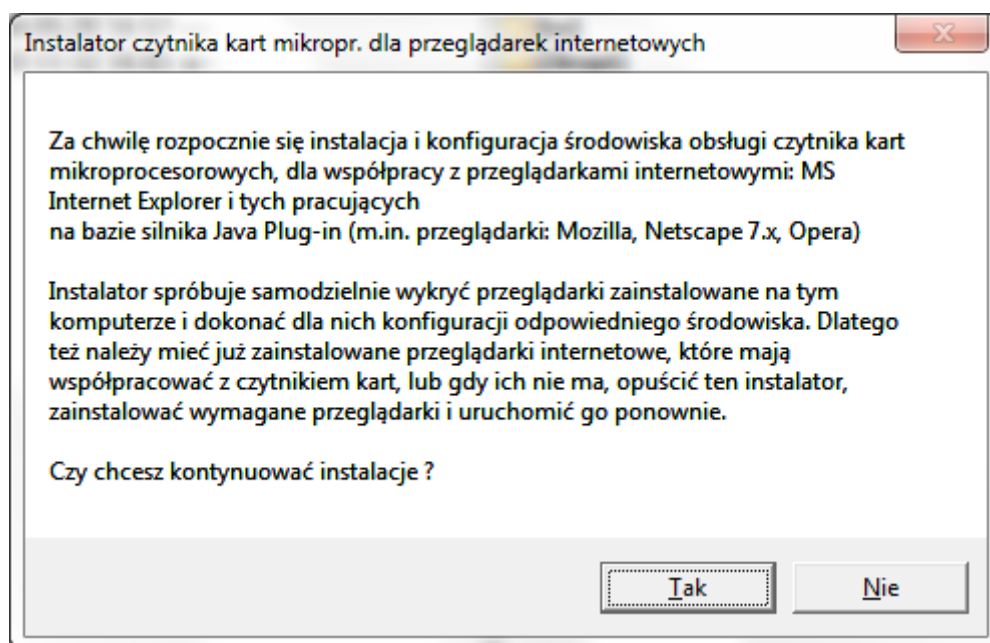 Instalator czytnika kart mikropr. dla przeglądarek internetowych
Za chwilę rozpocznie się instalacja i konfiguracja środowiska obsługi czytnika kart
mikroprocesorowych, dla współpracy z przeglądarkami internetowymi: MS
Internet Explorer i tych pracujących
na bazie silnika Java Plug-in (m.in. przeglądarki: Mozilla, Netscape 7.x, Opera)
Instalator spróbuje samodzielnie wykryć przeglądarki zainstalowane na tym
komputerze i dokonać dla nich konfiguracji odpowiedniego środowiska. Dlatego
też należy mieć już zainstalowane przeglądarki internetowe, które mają
współpracować z czytnikiem kart, lub gdy ich nie ma, opuścić ten instalator,
zainstalować wymagane przeglądarki i uruchomić go ponownie.
Czy chcesz kontynuować instalacje ?
Tak Nie